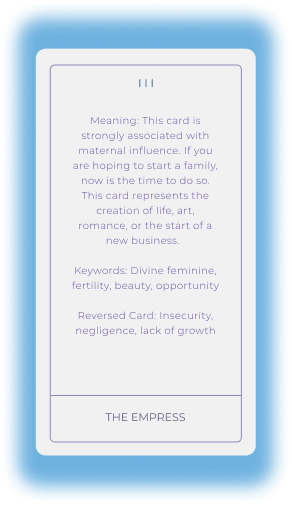 III
Meaning: This card is
strongly associated with
maternal influence. If you
are hoping to start a family,
now is the time to do so.
This card represents the
creation of life, art,
romance, or the start of a
new business.
Keywords: Divine feminine,
fertility, beauty, opportunity
Reversed Card: Insecurity,
negligence, lack of growth
THE EMPRESS